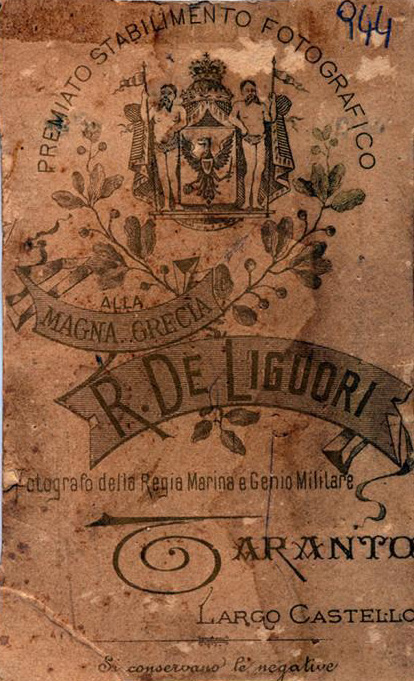 944
PREMIATO STABILIMENTO FOTOGRAFICO
ALLA
MAGNA GRECIA
R. DE LIGUORI
Fotografo della Regia Marina e Genio Militare
TARANTO
LARGO CASTELLO
Si conservano le negative